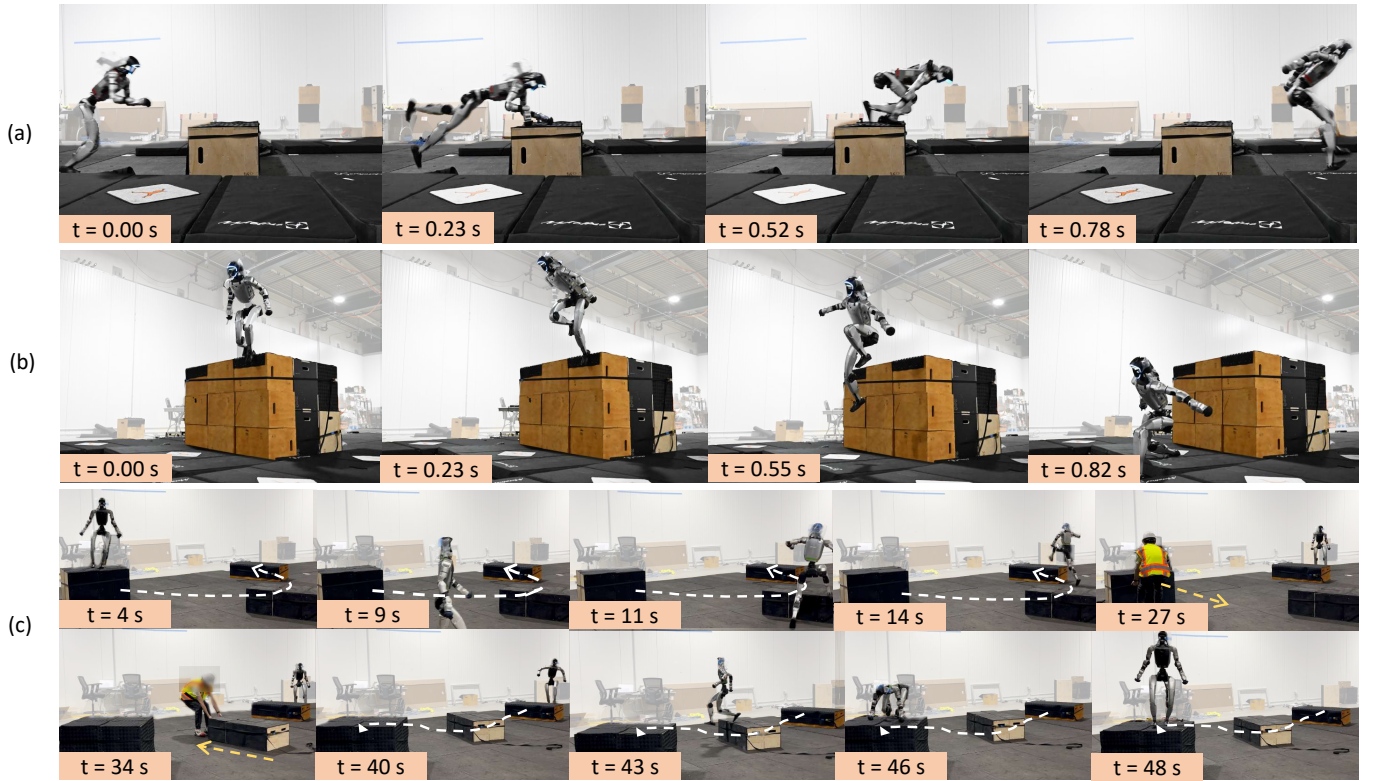 (a)
t = 0.00 s
t = 0.23 s
t = 0.52 s
t = 0.78 s
(b)
t = 0.00 s
t = 0.23 s
t = 0.55 s
t = 0.82 s
(c)
t = 4 s
t = 9 s
t = 11 s
t = 14 s
t = 27 s
t = 34 s
t = 40 s
t = 43 s
t = 46 s
t = 48 s